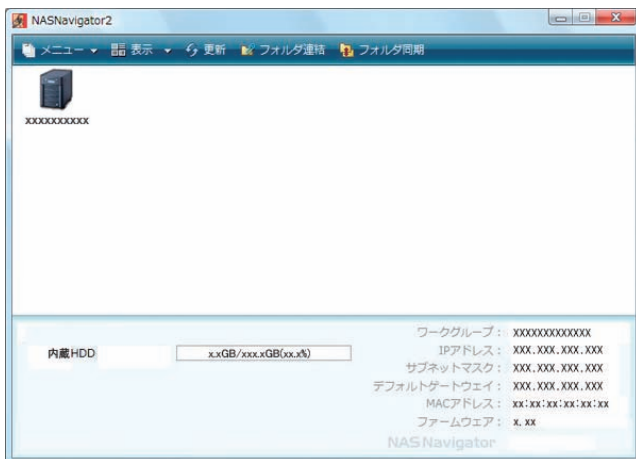 NASNavigator2
メニュー 表示 更新 フォルダ連結 フォルダ同期
xxxxxxxxxx
内蔵HDD x.xGB/xxx.xGB(xx.x%)
ワークグループ： XXXXXXXXXXXXX
IPアドレス： XXX.XXX.XXX.XXX
サブネットマスク： XXX.XXX.XXX.XXX
デフォルトゲートウェイ： XXX.XXX.XXX.XXX
MACアドレス： xx:xx:xx:xx:xx:xx
ファームウェア： x.xx
NAS Navigator